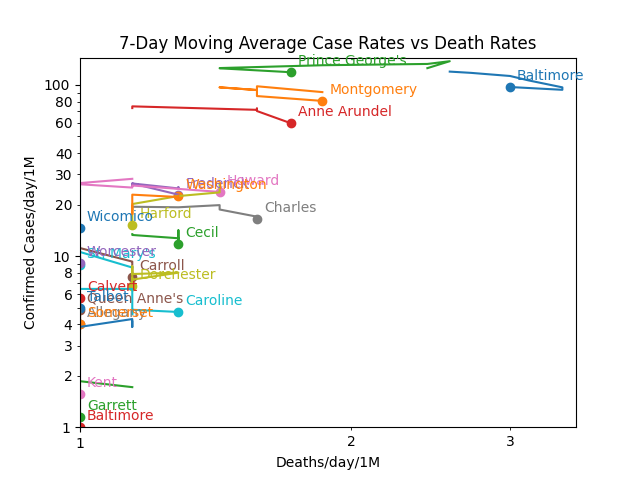 7-Day Moving Average Case Rates vs Death Rates
Prince George's
Baltimore
Montgomery
Anne Arundel
Frederick
Howard
Washington
Charles
Harford
Wicomico
Cecil
Worcester
St. Mary's
Carroll
Dorchester
Calvert
Talbot
Queen Anne's
Caroline
Allegany
Somerset
Kent
Garrett
Baltimore
100
80
60
40
30
20
10
8
6
4
3
2
1
Confirmed Cases/day/1M
1
2
3
Deaths/day/1M